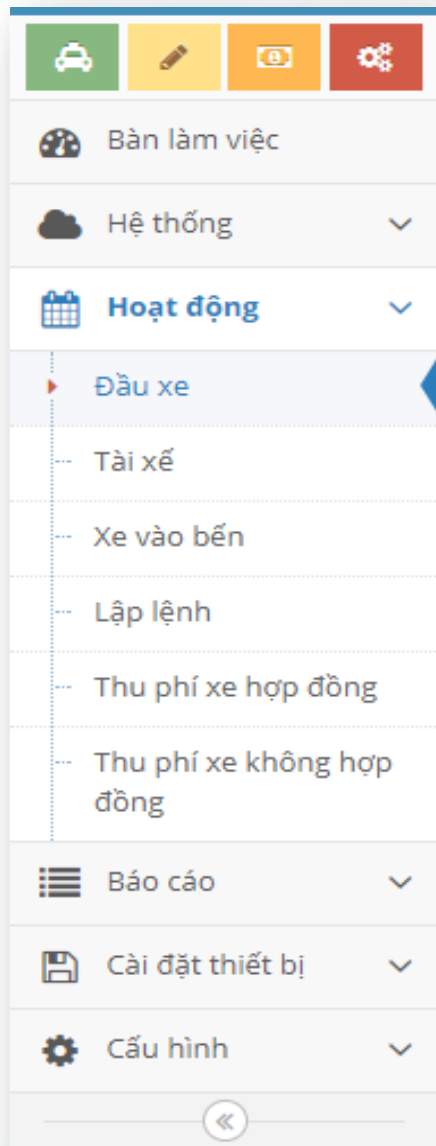 Bàn làm việc
Hệ thống
Hoạt động
Đầu xe
Tài xế
Xe vào bến
Lập lệnh
Thu phí xe hợp đồng
Thu phí xe không hợp
đồng
Báo cáo
Cài đặt thiết bị
Cấu hình